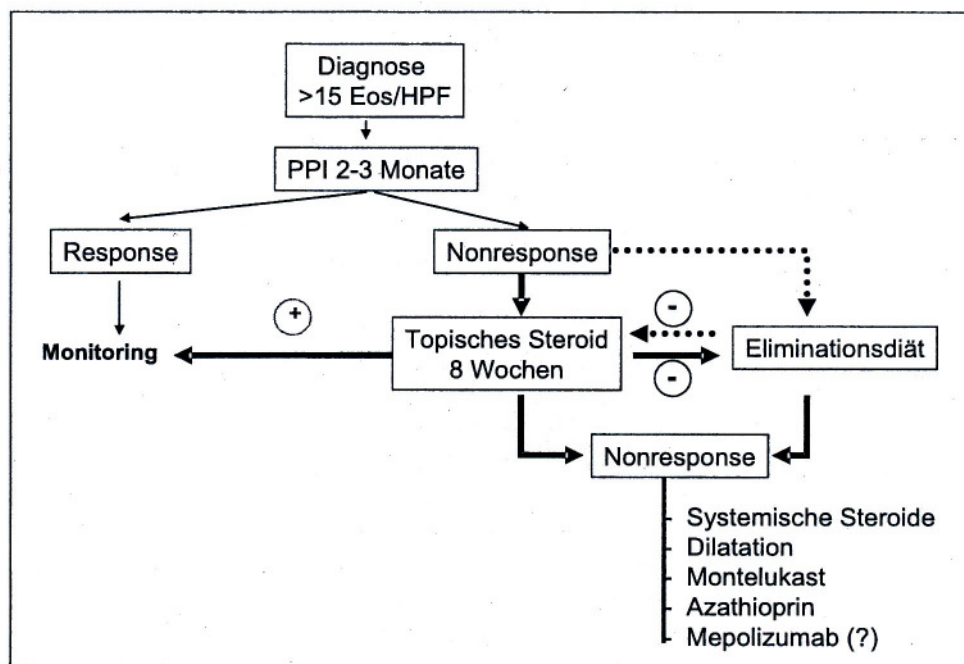 Diagnose
>15 Eos/HPF
PPI 2-3 Monate
Response
Nonresponse
+
-
Monitoring
Topisches Steroid
8 Wochen
-
Eliminationsdiät
Nonresponse
Systemische Steroide
Dilatation
Montelukast
Azathioprin
Mepolizumab (?)